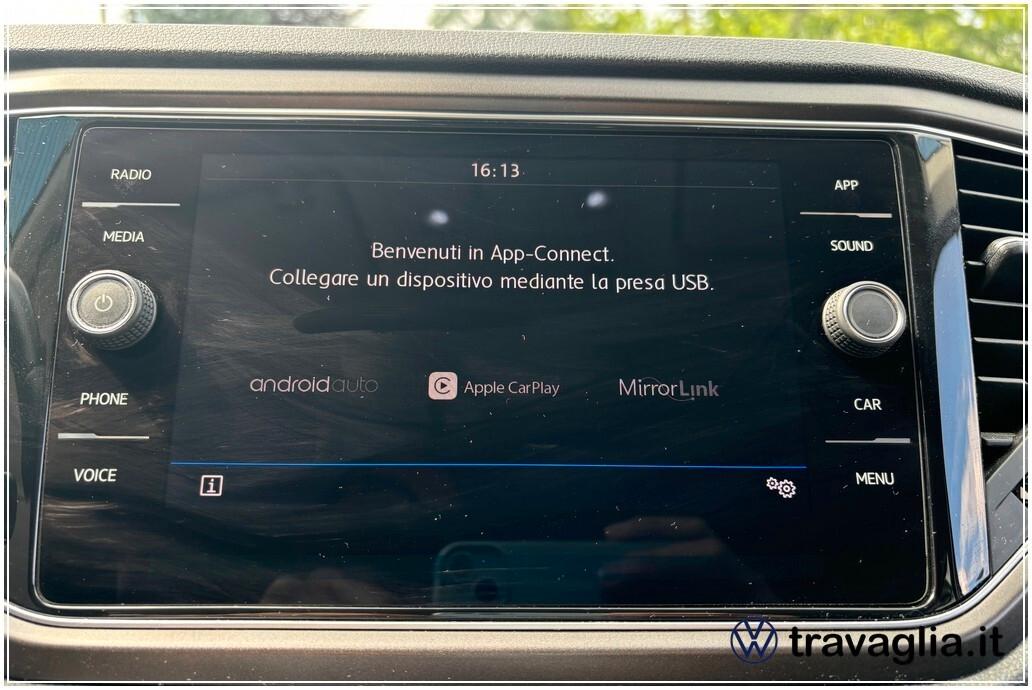 RADIO
MEDIA
PHONE
VOICE
16:13
Benvenuti in App-Connect.
Collegare un dispositivo mediante la presa USB.
androidauto
Apple CarPlay
MirrorLink
i
APP
SOUND
CAR
MENU
travaglia.it